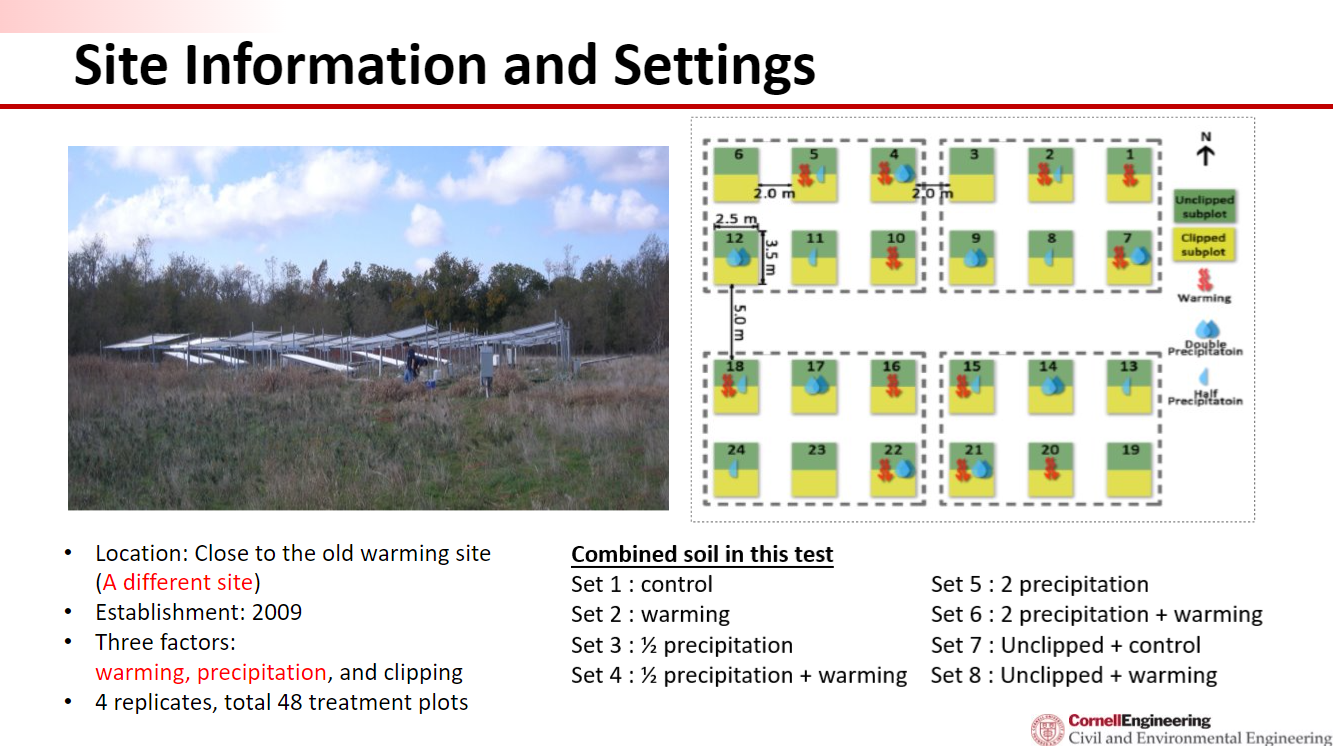 Site Information and Settings
6
5
4
3
2
1
N
2.0 m
2.0 m
Unclipped
subplot
2.5 m
12
11
10
9
8
7
3.5 m
Clipped
subplot
Warming
5.0 m
Double
Precipitatoin
18
17
16
15
14
13
Half
Precipitatoin
24
23
22
21
20
19
• Location: Close to the old warming site
(A different site)
• Establishment: 2009
• Three factors:
warming, precipitation, and clipping
• 4 replicates, total 48 treatment plots
Combined soil in this test
Set 1 : control
Set 2 : warming
Set 3 : ½ precipitation
Set 4 : ½ precipitation + warming
Set 5 : 2 precipitation
Set 6 : 2 precipitation + warming
Set 7 : Unclipped + control
Set 8 : Unclipped + warming
CornellEngineering
Civil and Environmental Engineering